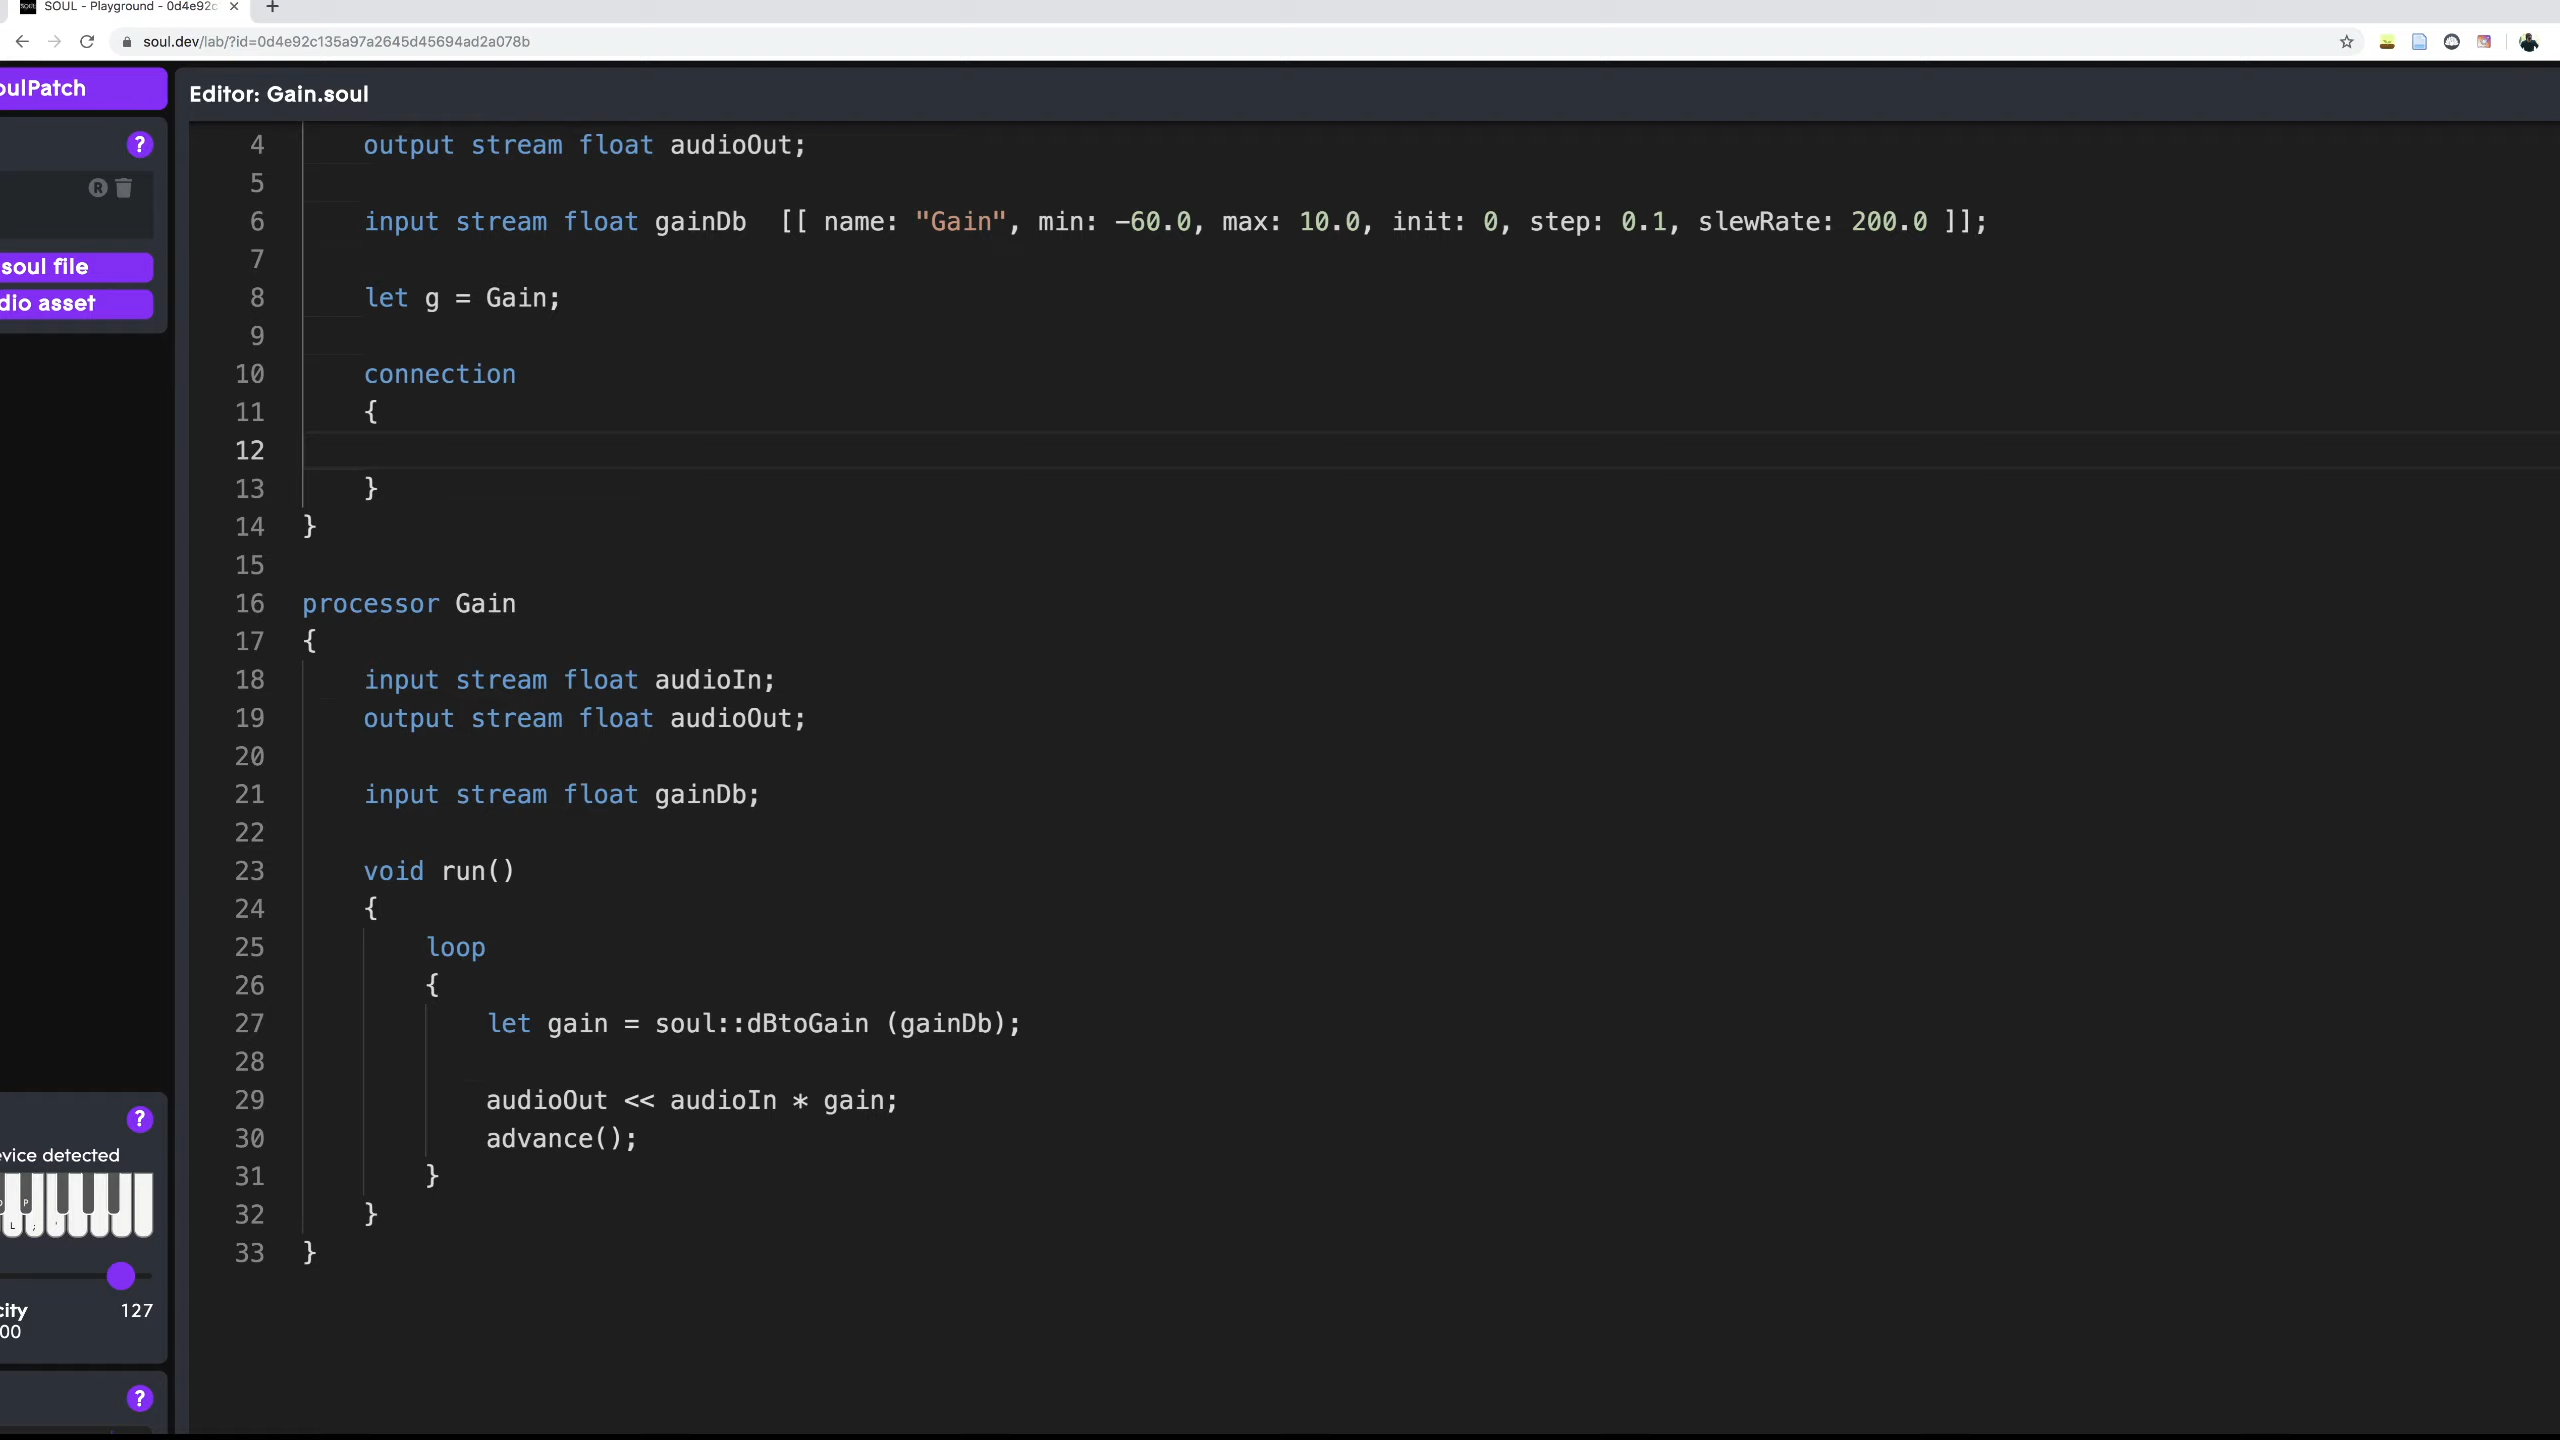 SOUL - Playground - 0d4e92c
soul.dev/lab/?id=0d4e92c135a97a2645d45694ad2a078b
oulPatch
Editor: Gain.soul
?
R
soul file
dio asset
4 output stream float audioOut;
5
6 input stream float gainDb [[ name: "Gain", min: -60.0, max: 10.0, init: 0, step: 0.1, slewRate: 200.0 ]];
7
8 let g = Gain;
9
10 connection
11 {
12
13 }
14 }
15
16 processor Gain
17 {
18 input stream float audioIn;
19 output stream float audioOut;
20
21 input stream float gainDb;
22
23 void run()
24 {
25 loop
26 {
27 let gain = soul::dBtoGain (gainDb);
28
29 audioOut << audioIn * gain;
30 advance();
31 }
32 }
33 }
?
evice detected
P
L ; '
city 127
00
?